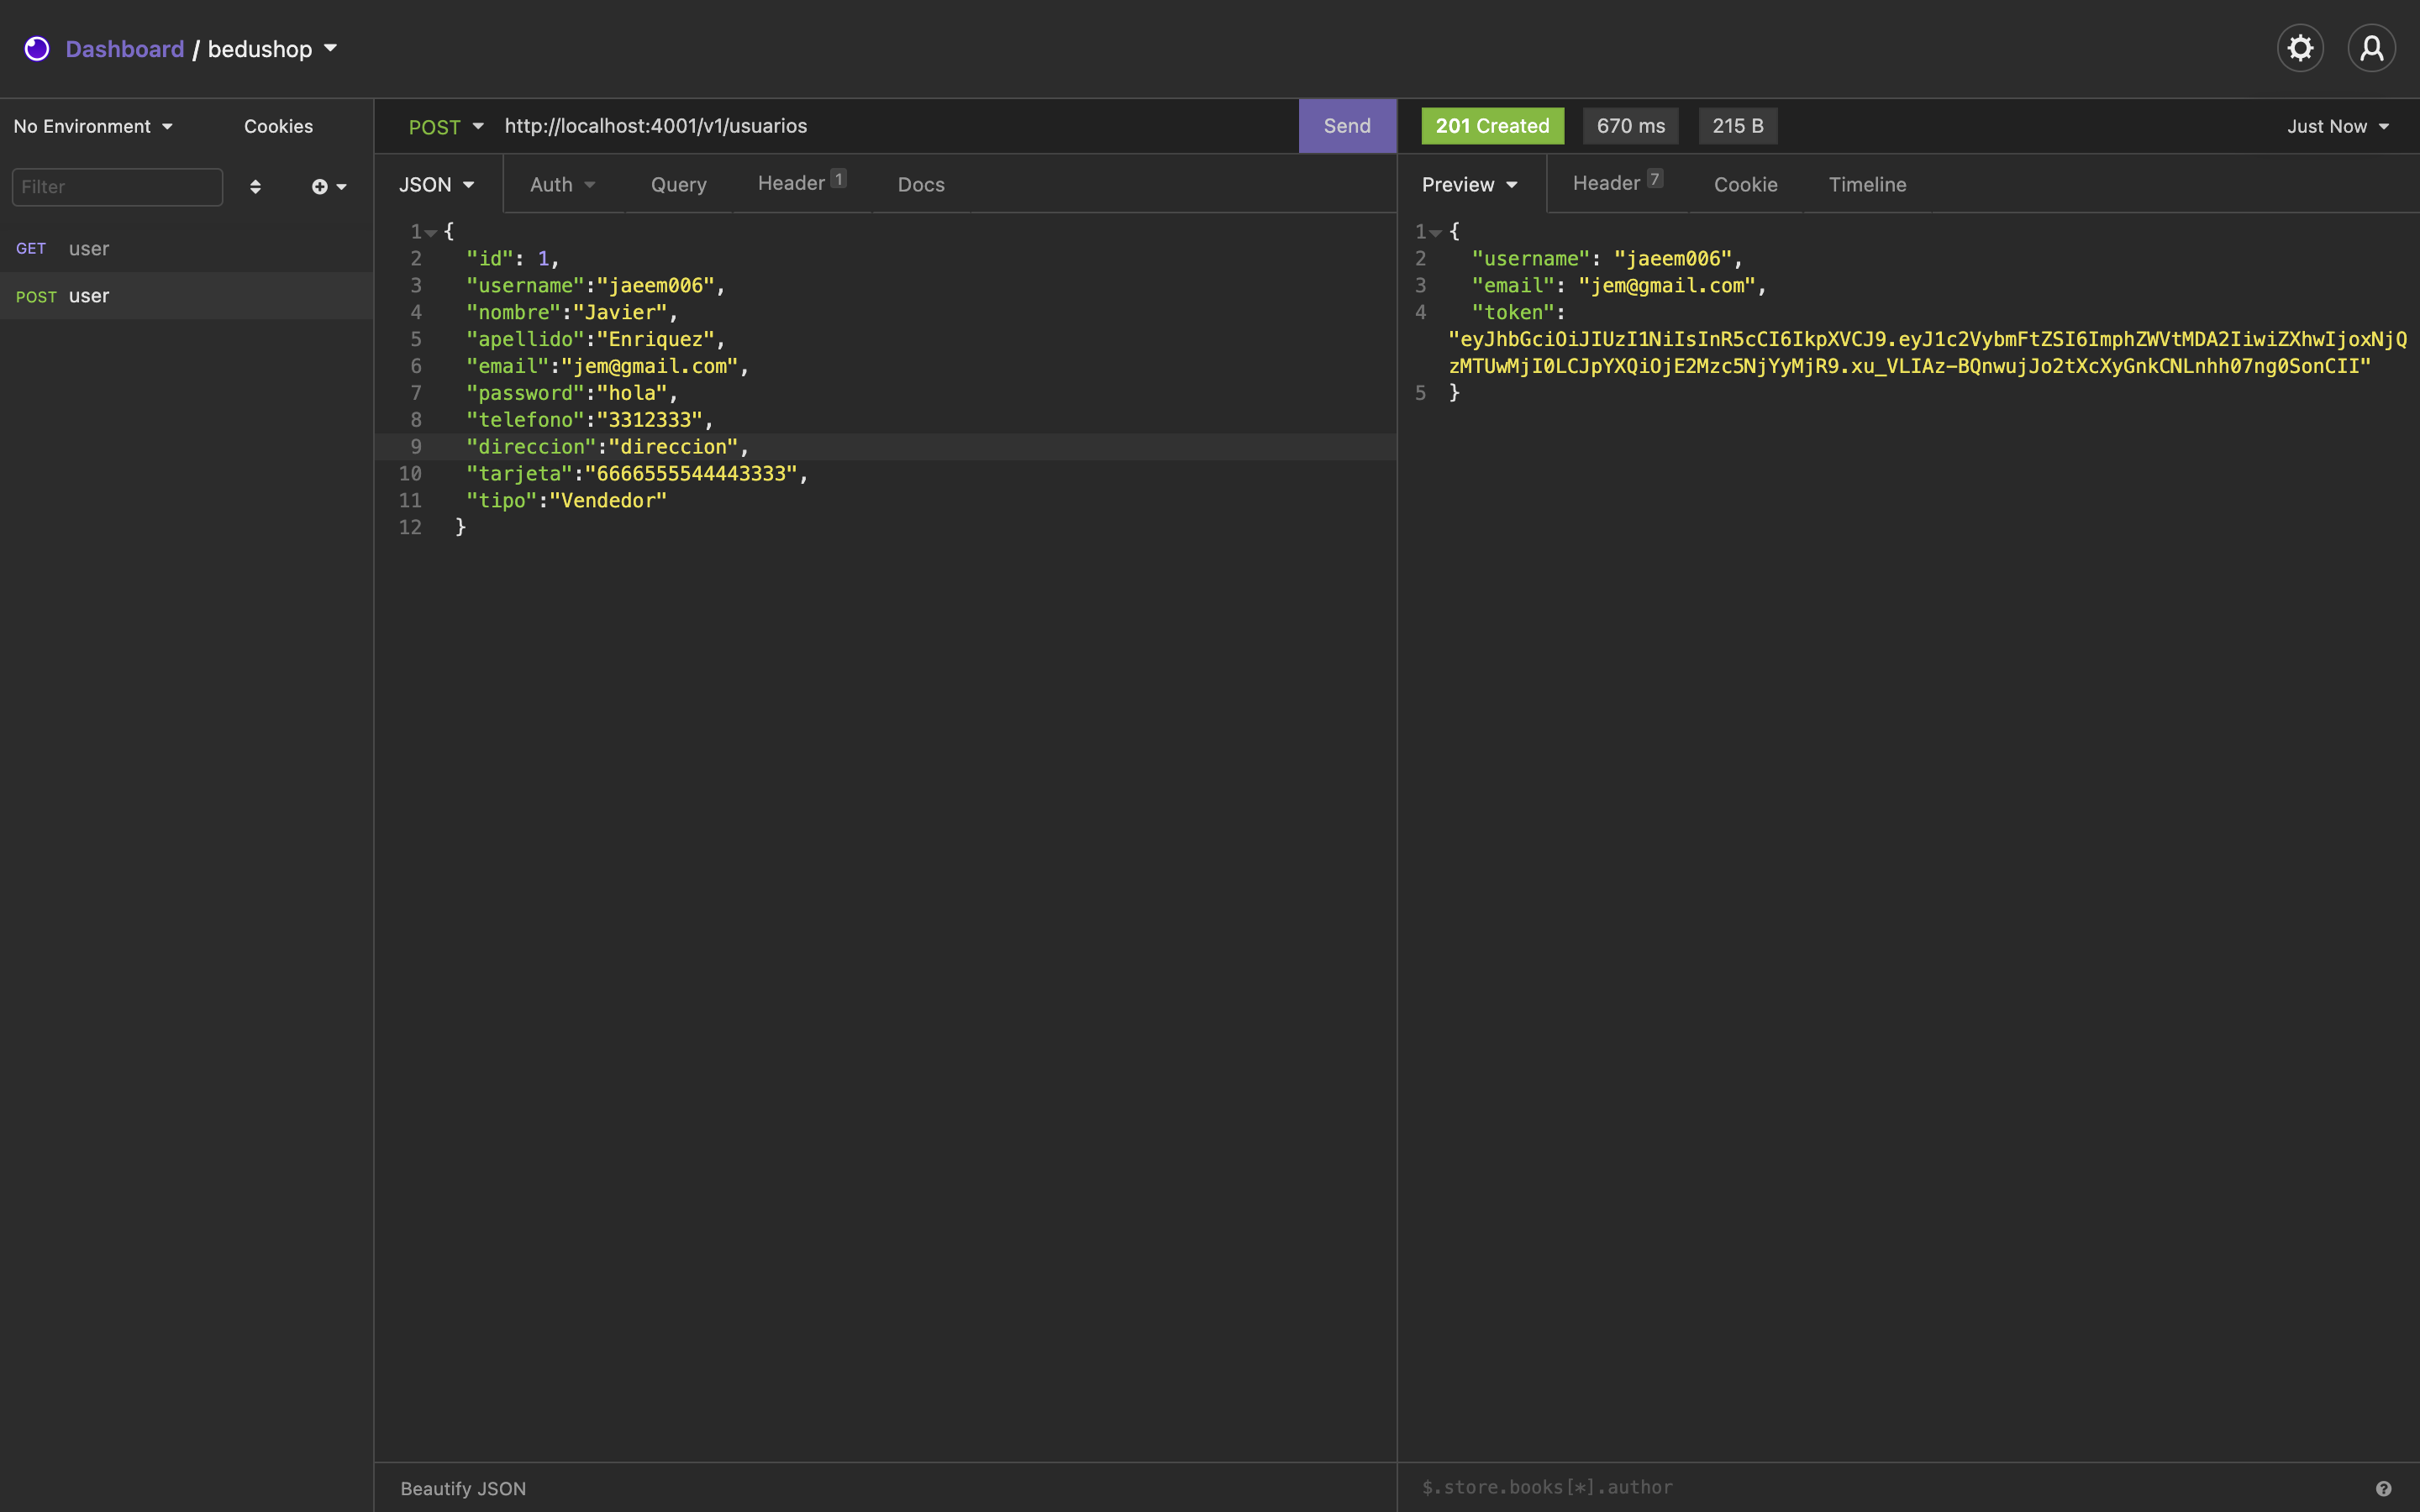 Dashboard / bedushop
No Environment
Cookies
Filter
GET user
POST user
POST http://localhost:4001/v1/usuarios
Send
JSON
Auth
Query
Header 1
Docs
1 {
2 "id": 1,
3 "username":"jaeem006",
4 "nombre":"Javier",
5 "apellido":"Enriquez",
6 "email":"jem@gmail.com",
7 "password":"hola",
8 "telefono":"3312333",
9 "direccion":"direccion",
10 "tarjeta":"6666555544443333",
11 "tipo":"Vendedor"
12 }
Beautify JSON
201 Created
670 ms
215 B
Just Now
Preview
Header 7
Cookie
Timeline
1 {
2 "username": "jaeem006",
3 "email": "jem@gmail.com",
4 "token":
"eyJhbGciOiJIUzI1NiIsInR5cCI6IkpXVCJ9.eyJ1c2VybmFtZSI6ImphZWVtMDA2IiwiZXhwIjoxNjQ
zMTUwMjI0LCJpYXQiOjE2Mzc5NjYyMjR9.xu_VLIAz-BQnwujJo2tXcXyGnkCNLnhh07ng0SonCII"
5 }
$.store.books[*].author